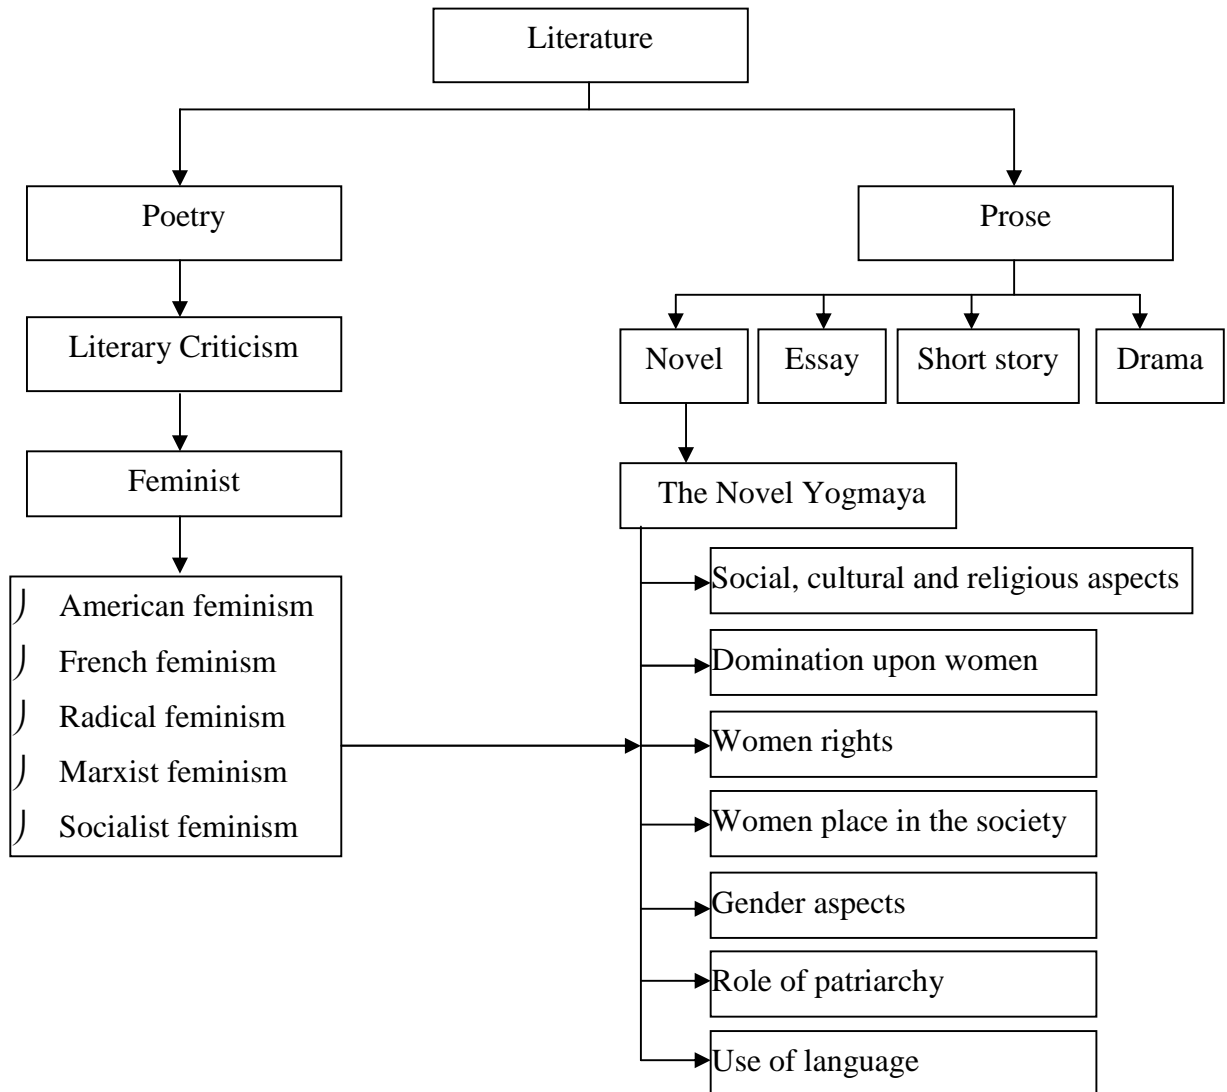 Literature
Poetry
Prose
Literary Criticism
Novel
Essay
Short story
Drama
Feminist
The Novel Yogmaya
American feminism
French feminism
Radical feminism
Marxist feminism
Socialist feminism
Social, cultural and religious aspects
Domination upon women
Women rights
Women place in the society
Gender aspects
Role of patriarchy
Use of language